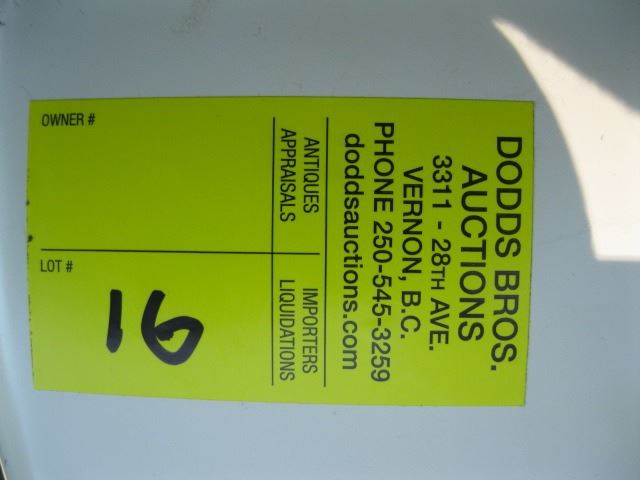 DODDS BROS.
AUCTIONS
3311 - 28TH AVE.
VERNON, B.C.
PHONE 250-545-3259
doddsauctions.com
ANTIQUES IMPORTERS
APPRAISALS LIQUIDATIONS
OWNER #
LOT #
16